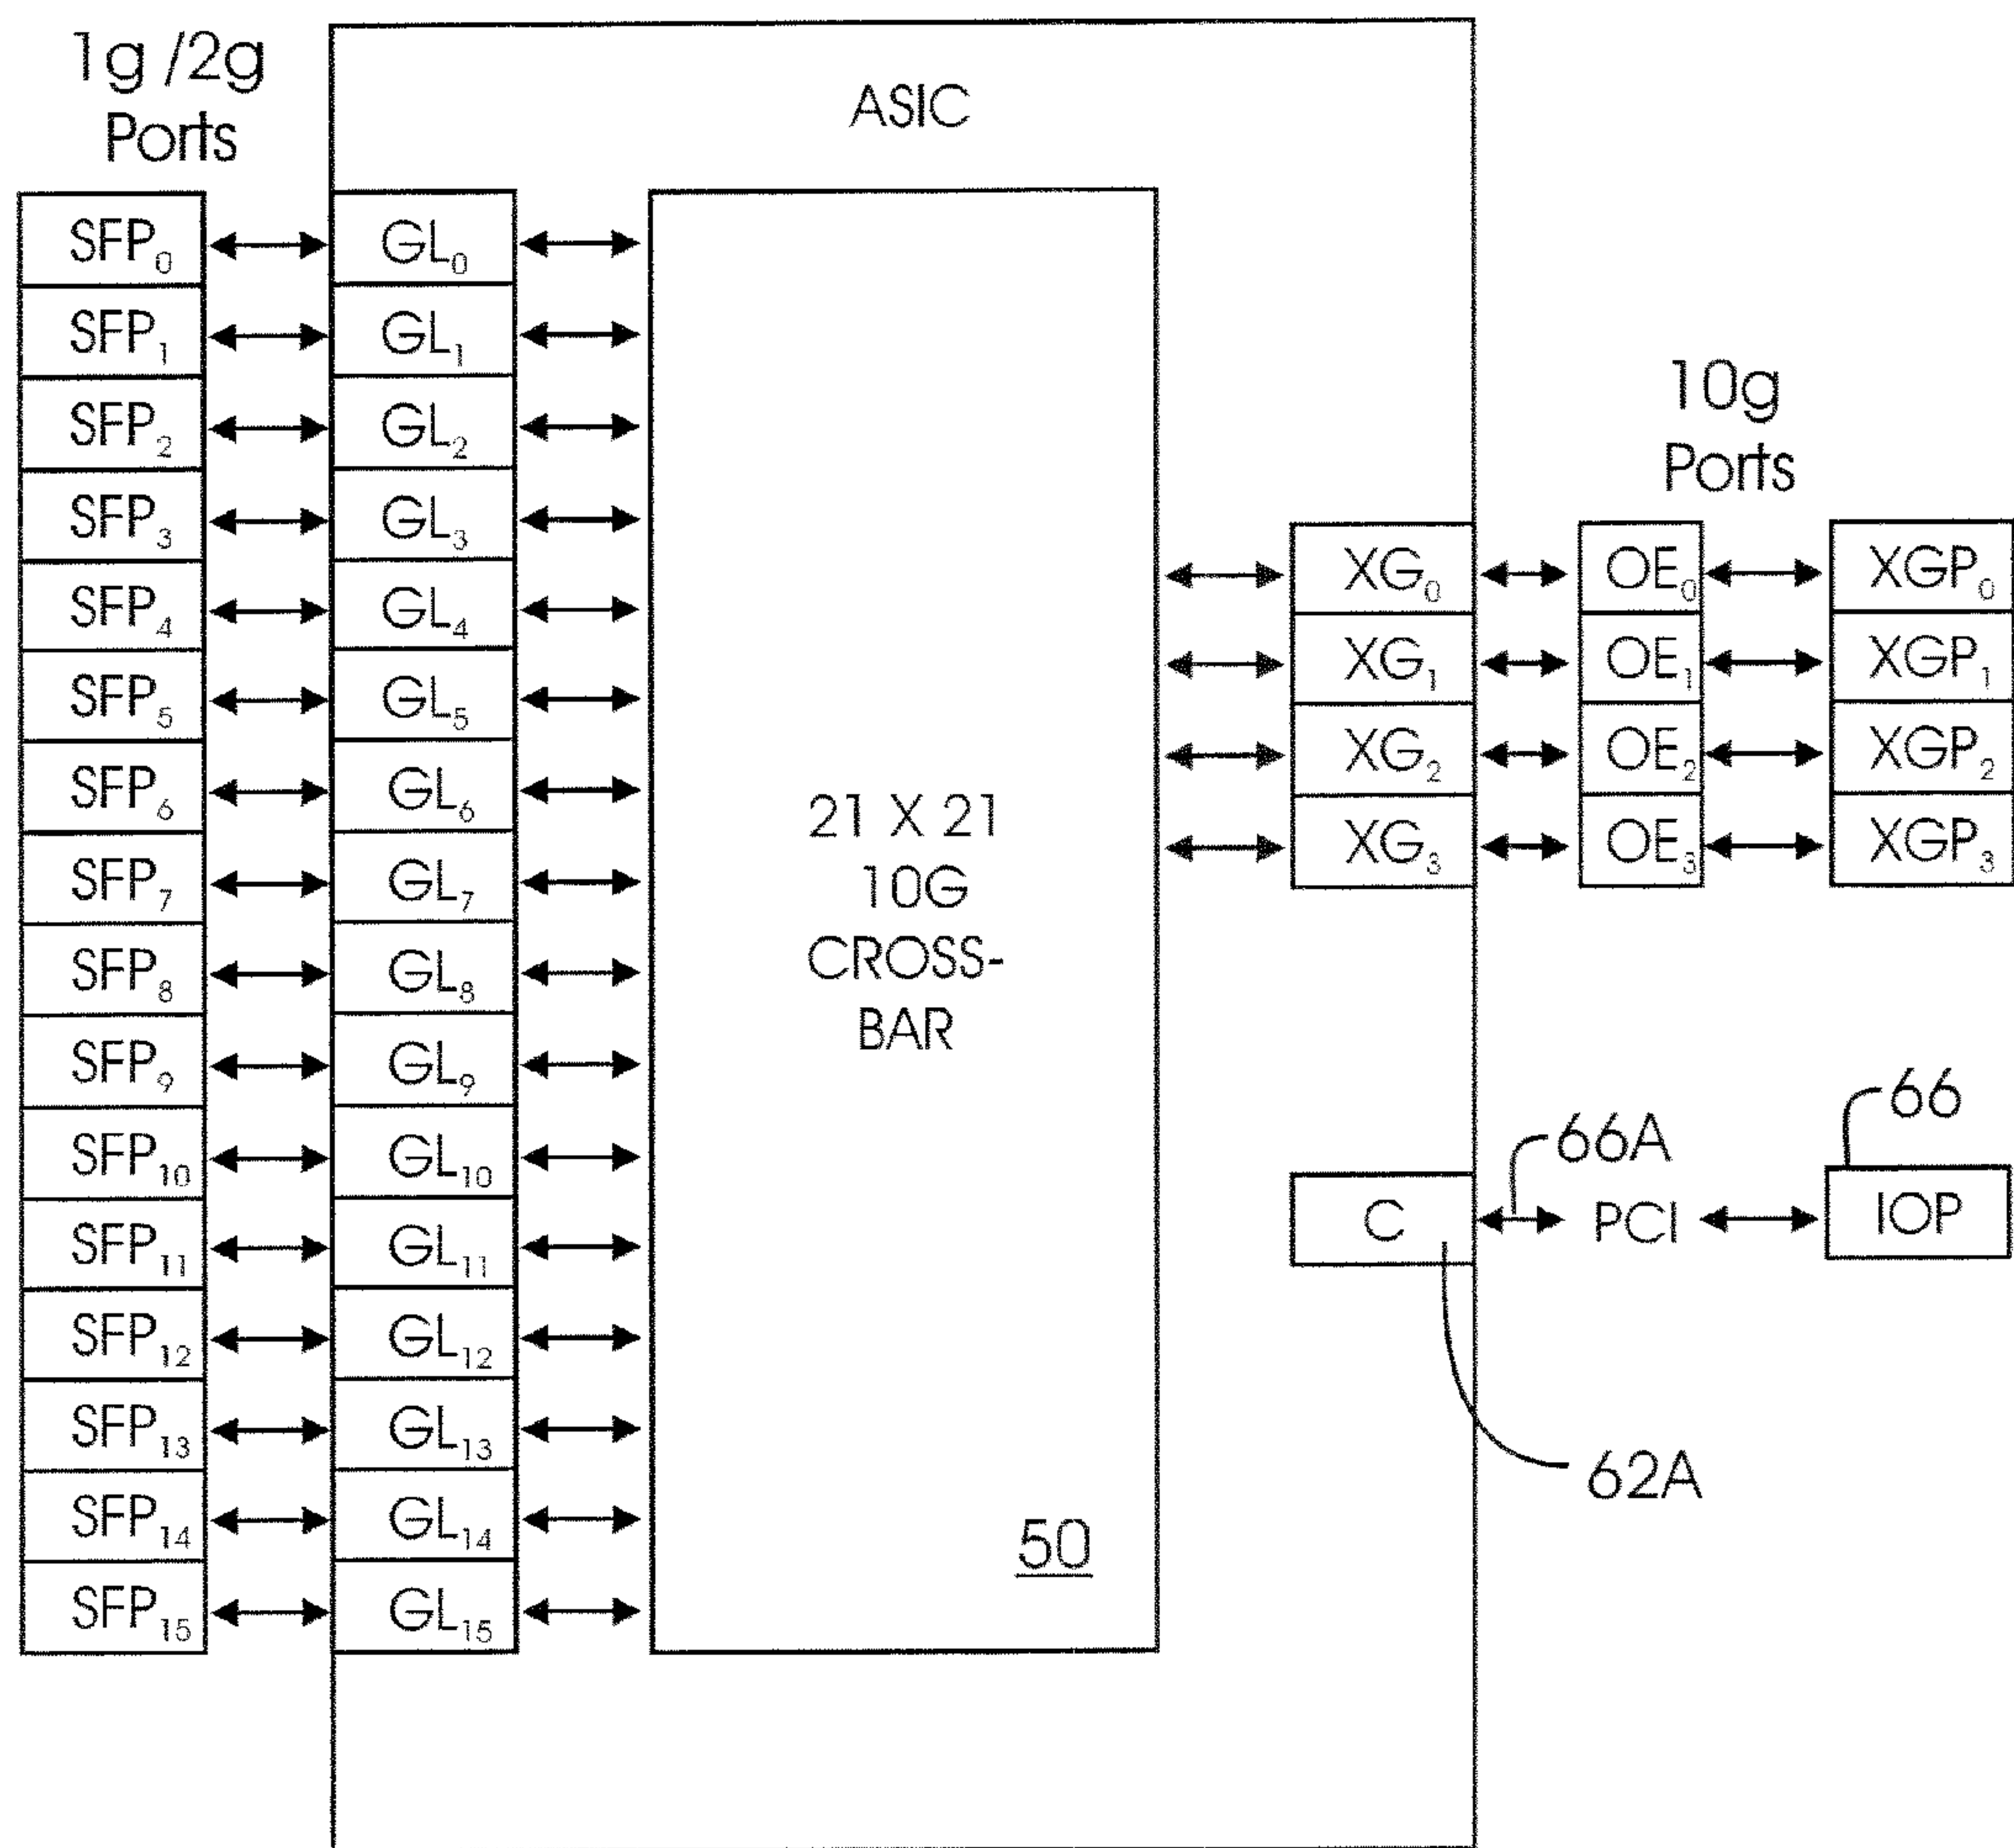 1g /2g
Ports
ASIC
SFP0 GL0
SFP1 GL1
SFP2 GL2
SFP3 GL3
SFP4 GL4
SFP5 GL5
SFP6 GL6
SFP7 GL7
SFP8 GL8
SFP9 GL9
SFP10 GL10
SFP11 GL11
SFP12 GL12
SFP13 GL13
SFP14 GL14
SFP15 GL15
21 X 21
10G
CROSS-
BAR
50
10g
Ports
XG0 OE0 XGP0
XG1 OE1 XGP1
XG2 OE2 XGP2
XG3 OE3 XGP3
66A
66
C PCI IOP
62A